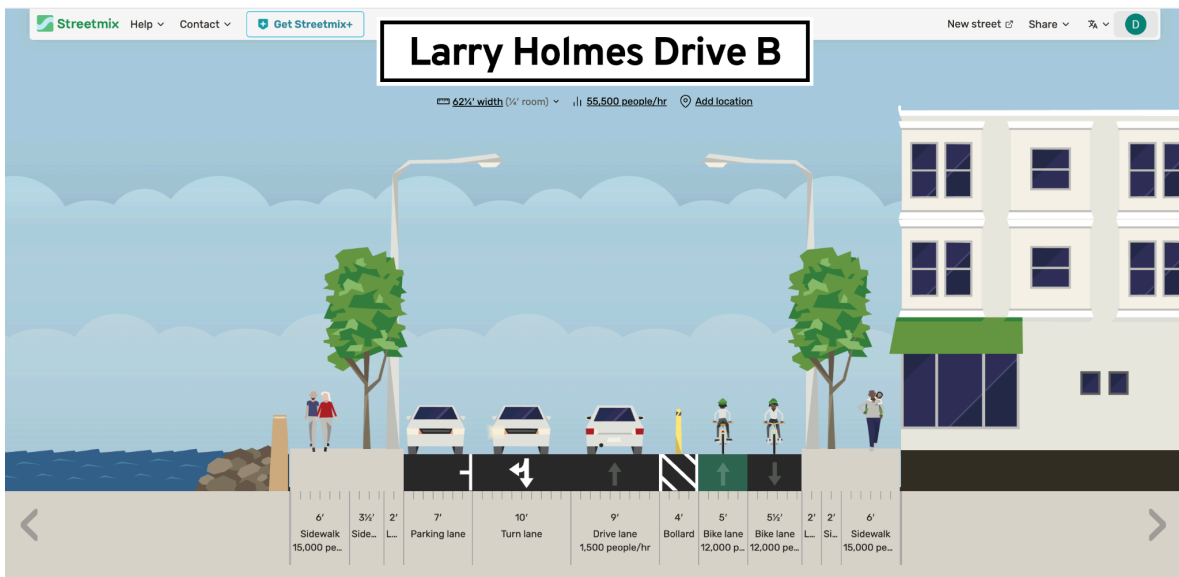 Streetmix Help Contact Get Streetmix+ New street Share D
Larry Holmes Drive B
62¼' width (¼' room) 55,500 people/hr Add location
6' 3½' 2' 7' 10' 9' 4' 5' 5½' 2' 2' 6'
Sidewalk Side... L... Parking lane Turn lane Drive lane Bollard Bike lane Bike lane L... Si... Sidewalk
15,000 pe... 1,500 people/hr 12,000 p... 12,000 pe... 15,000 pe...